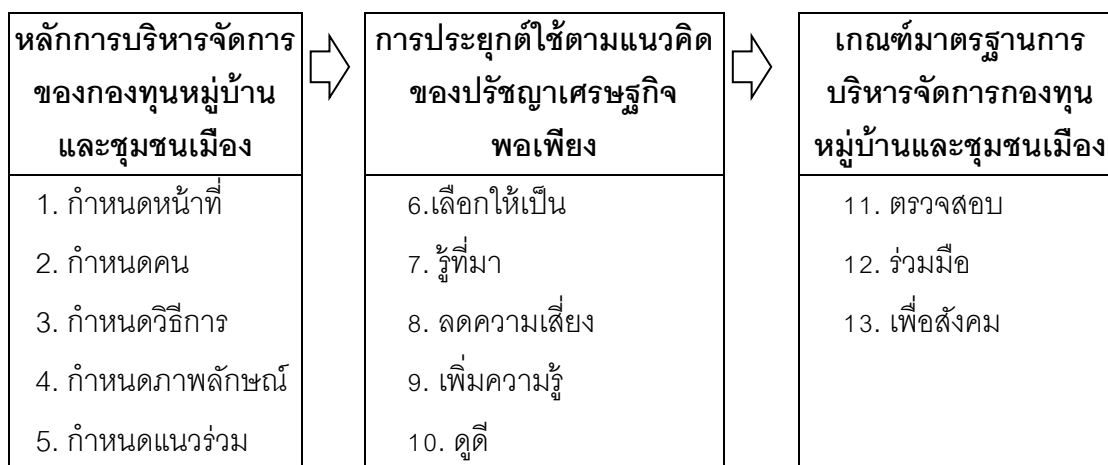 หลักการบริหารจัดการ
ของกองทุนหมู่บ้าน
และชุมชนเมือง
1. กำหนดหน้าที่
2. กำหนดคน
3. กำหนดวิธีการ
4. กำหนดภาพลักษณ์
5. กำหนดแนวร่วม
การประยุกต์ใช้ตามแนวคิด
ของปรัชญาเศรษฐกิจ
พอเพียง
6.เลือกให้เป็น
7. รู้ที่มา
8. ลดความเสี่ยง
9. เพิ่มความรู้
10. ดูดี
เกณฑ์มาตรฐานการ
บริหารจัดการกองทุน
หมู่บ้านและชุมชนเมือง
11. ตรวจสอบ
12. ร่วมมือ
13. เพื่อสังคม